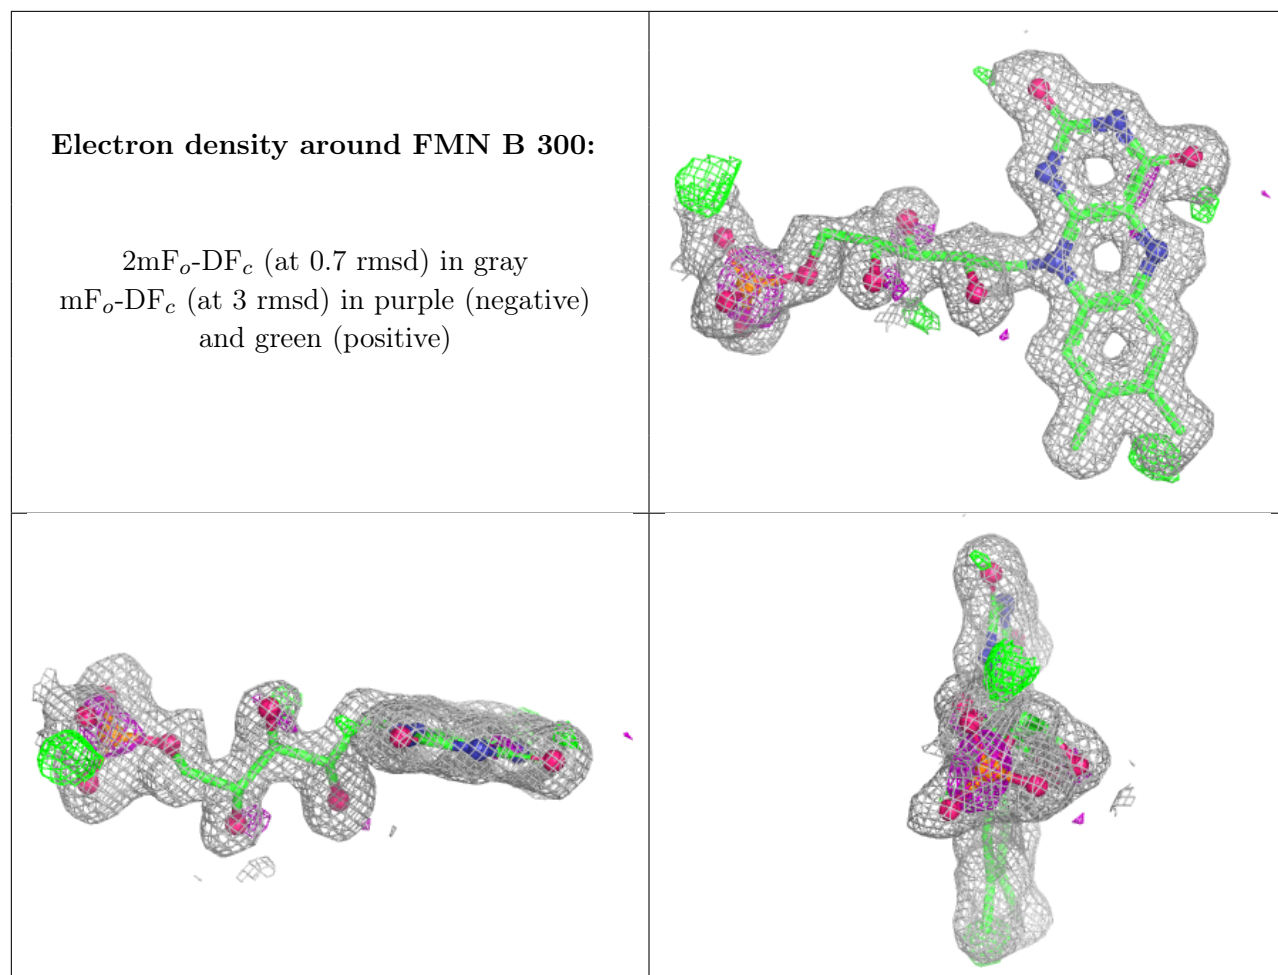 Electron density around FMN B 300:
2mFo-DFc (at 0.7 rmsd) in gray
mFo-DFc (at 3 rmsd) in purple (negative)
and green (positive)